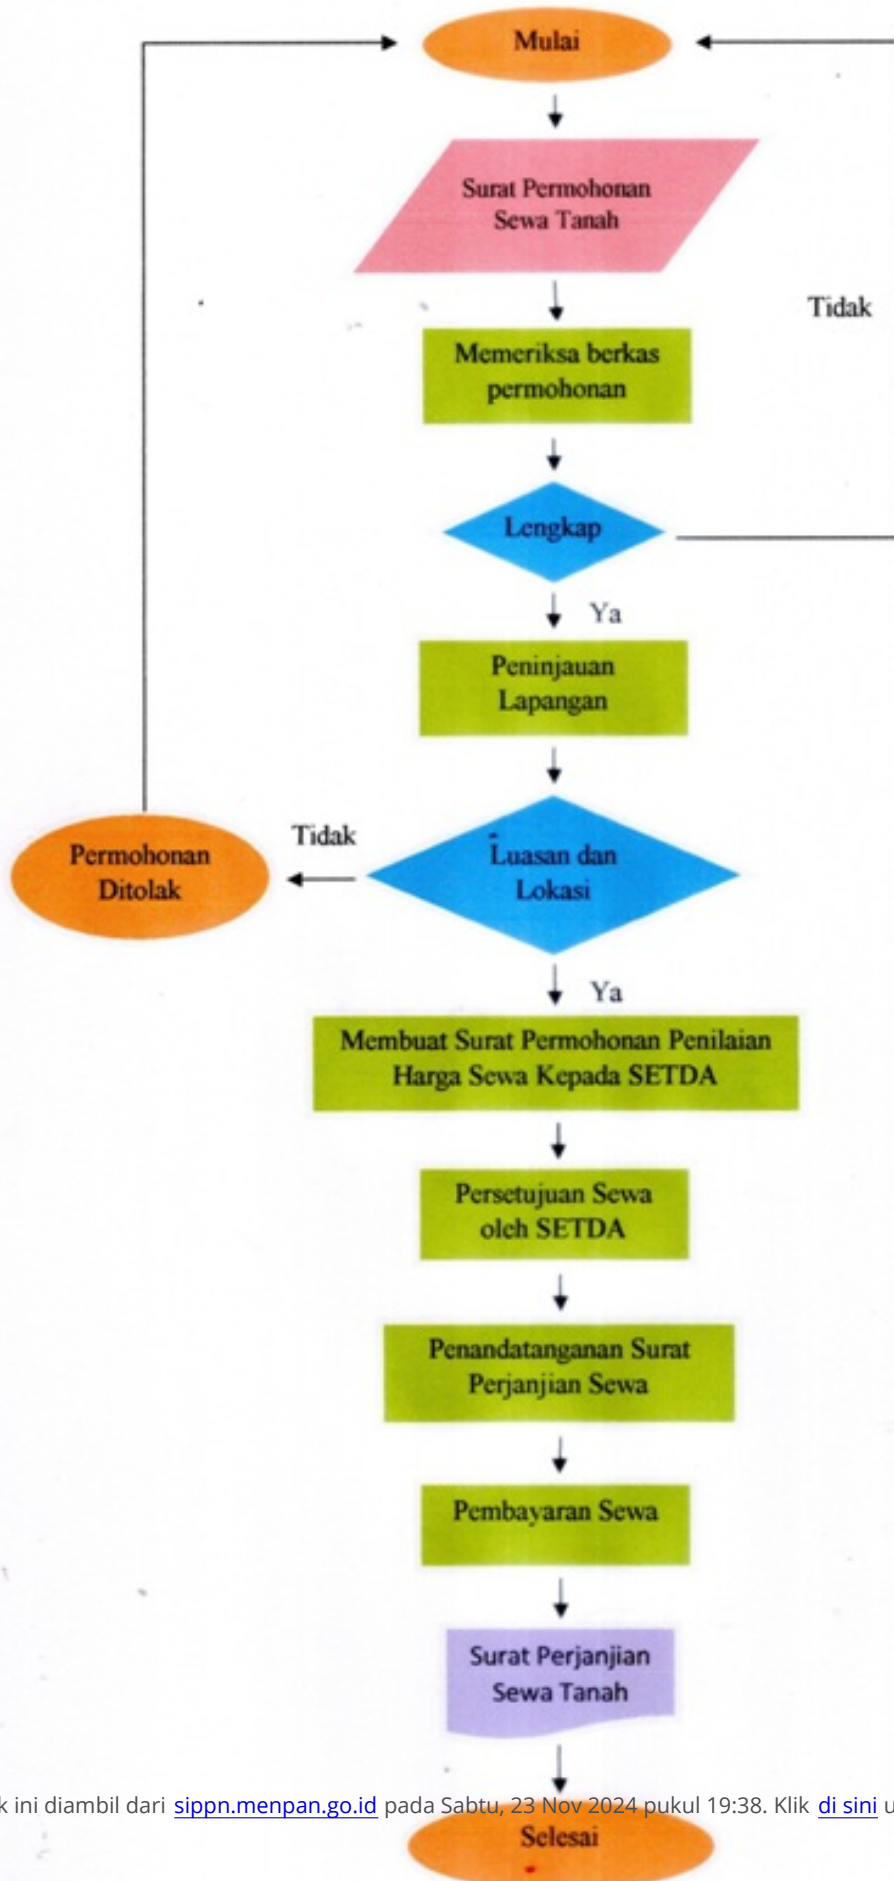 Mulai
Surat Permohonan
Sewa Tanah
Tidak
Memeriksa berkas
permohonan
Lengkap
Ya
Peninjauan
Lapangan
Tidak
Permohonan
Ditolak
Luasan dan
Lokasi
Ya
Membuat Surat Permohonan Penilaian
Harga Sewa Kepada SETDA
Persetujuan Sewa
oleh SETDA
Penandatanganan Surat
Perjanjian Sewa
Pembayaran Sewa
Surat Perjanjian
Sewa Tanah
k ini diambil dari sippn.menpan.go.id pada Sabtu, 23 Nov 2024 pukul 19:38. Klik di sini u
Selesai